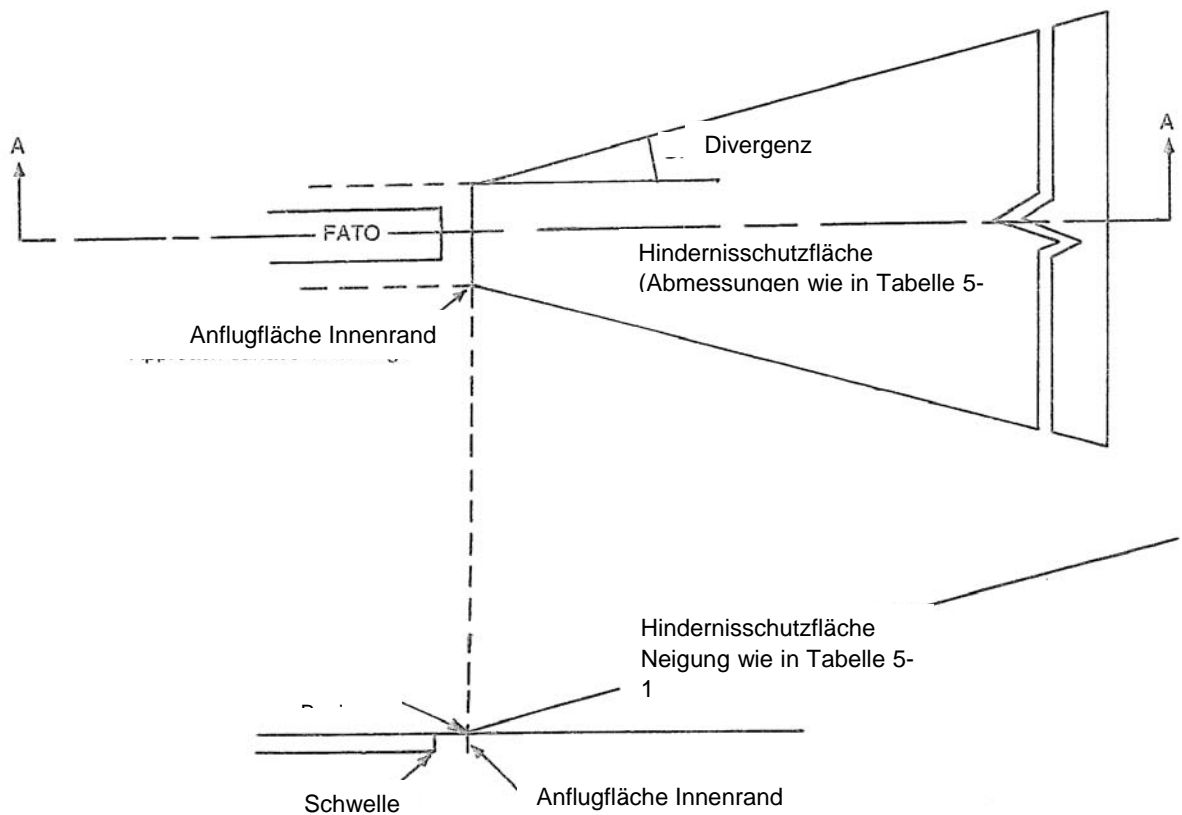 A
A
Divergenz
FATO
Hindernisschutzfläche
(Abmessungen wie in Tabelle 5-
Anflugfläche Innenrand
Hindernisschutzfläche
Neigung wie in Tabelle 5-
1
Schwelle
Anflugfläche Innenrand